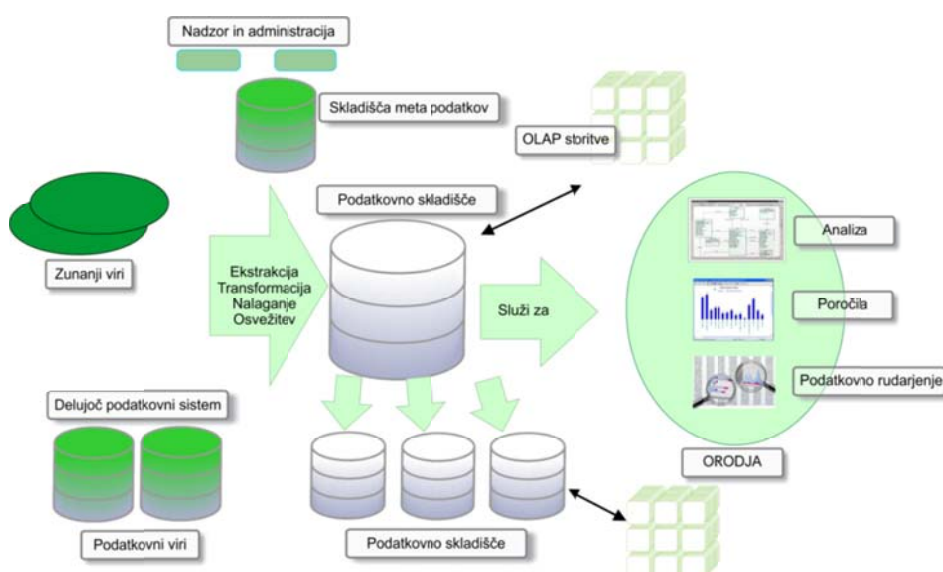 Nadzor in administracija
Skladišča meta podatkov
OLAP storitve
Podatkovno skladišče
Zunanji viri
Ekstrakcija
Transformacija
Nalaganje
Osvežitev
Služi za
Analiza
Poročila
Podatkovno rudarjenje
ORODJA
Delujoč podatkovni sistem
Podatkovni viri
Podatkovno skladišče